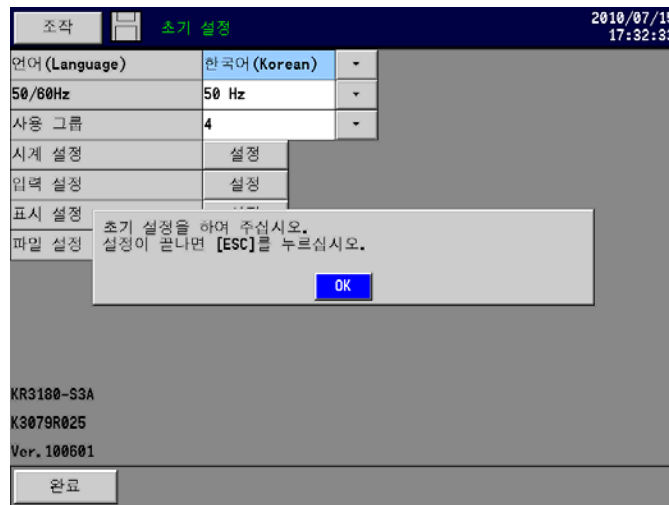 조작
초기 설정
2010/07/15
17:32:33
언어(Language)
한국어(Korean)
50/60Hz
50 Hz
사용 그룹
4
시계 설정
설정
입력 설정
설정
표시 설정
파일 설정
초기 설정을 하여 주십시오.
설정이 끝나면 [ESC]를 누르십시오.
OK
KR3180-S3A
K3079R025
Ver.100601
완료